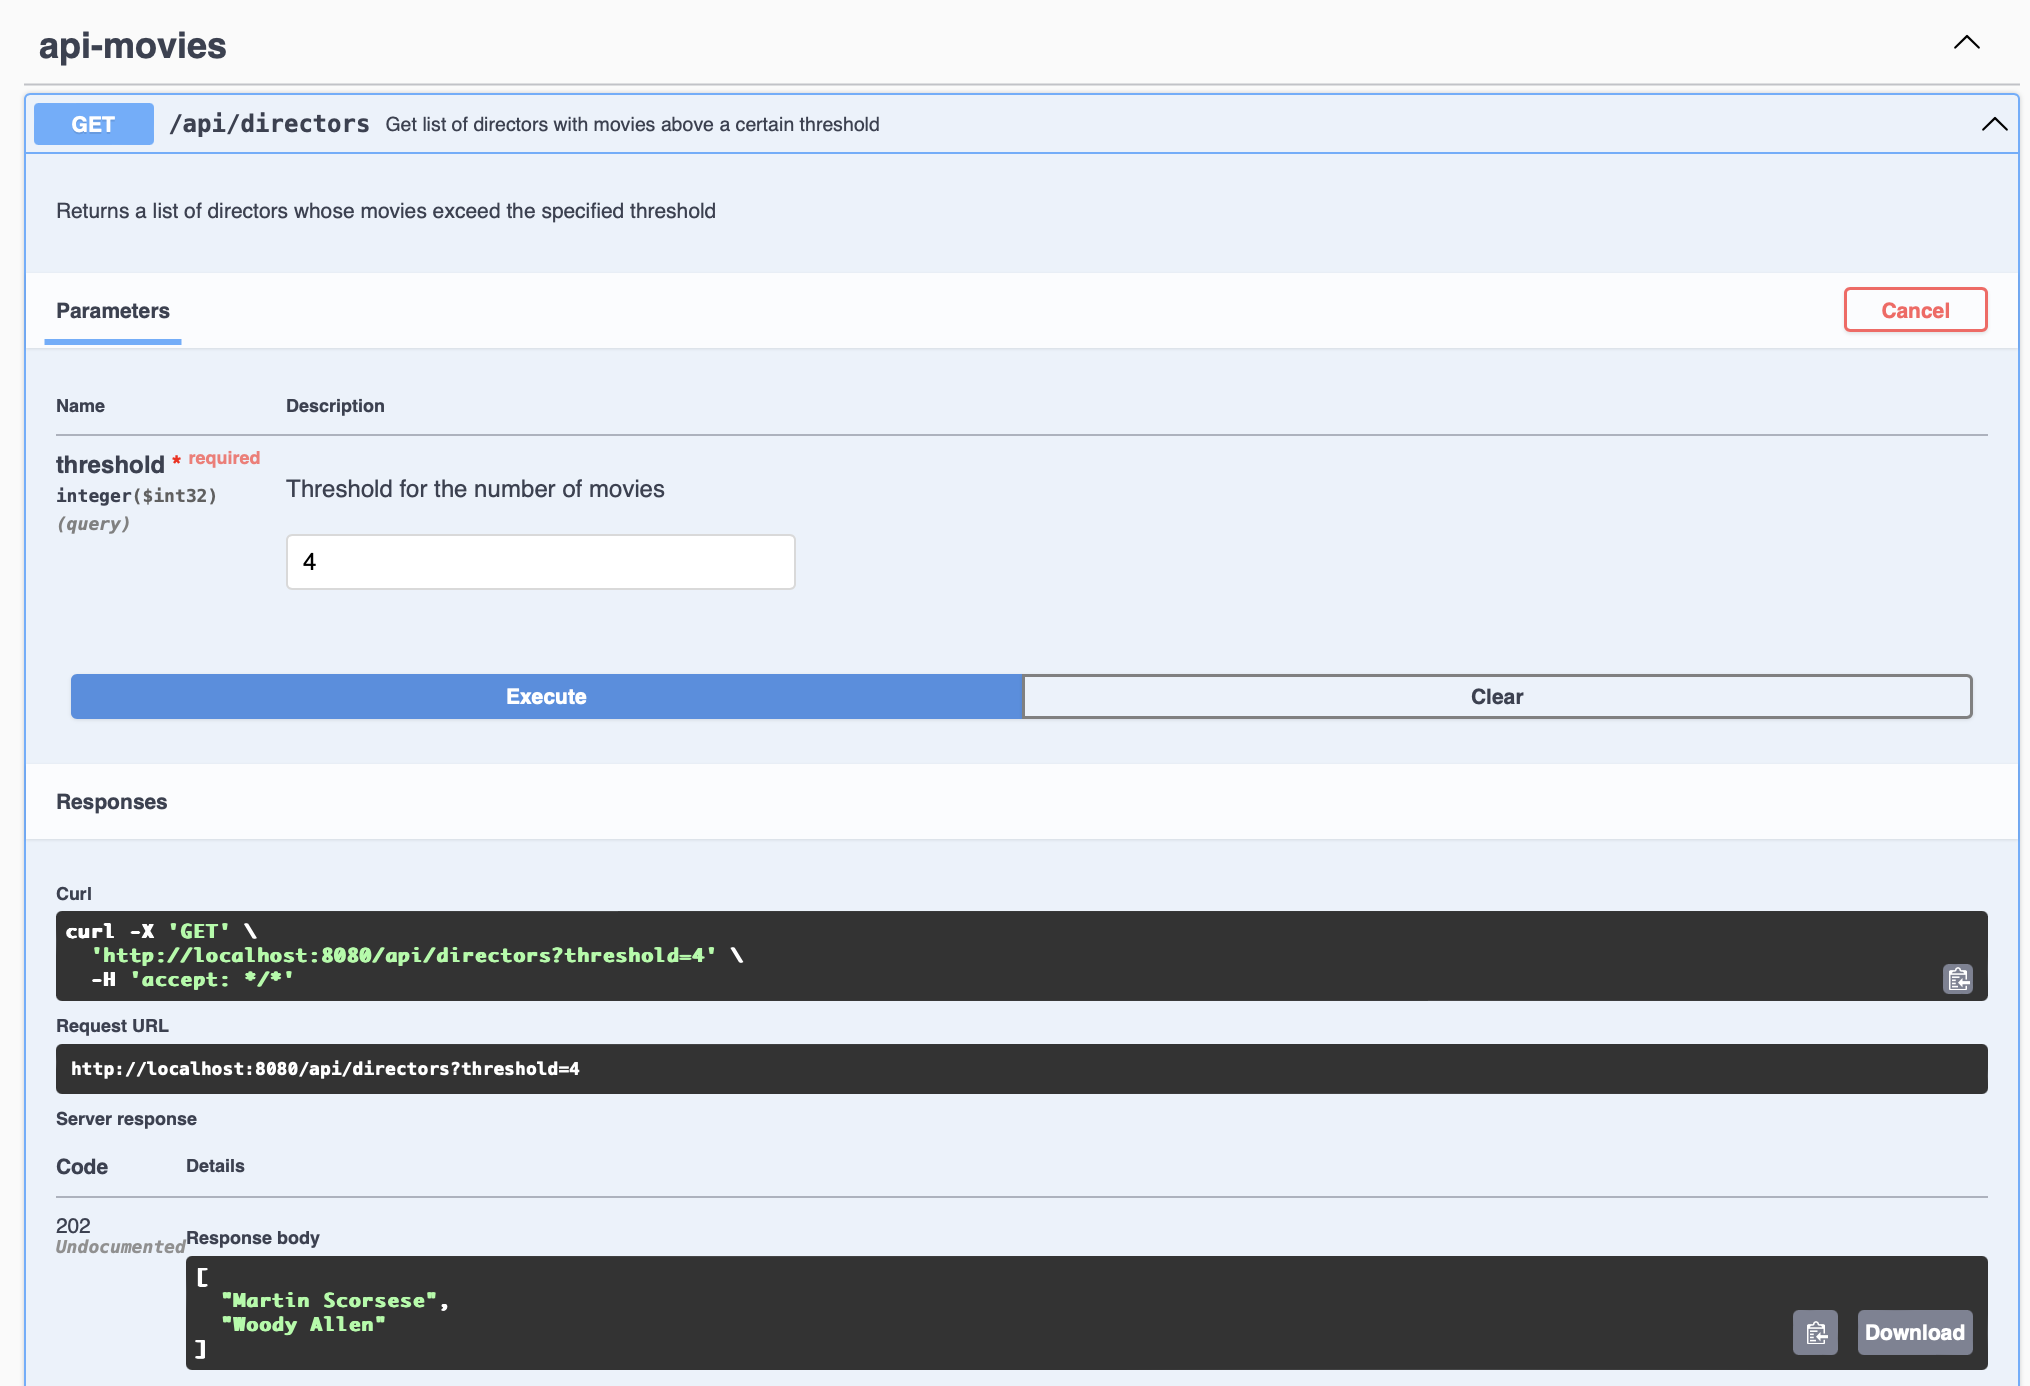 api-movies
GET /api/directors Get list of directors with movies above a certain threshold
Returns a list of directors whose movies exceed the specified threshold
Parameters
Cancel
Name Description
threshold * required
integer($int32)
(query)
Threshold for the number of movies
4
Execute Clear
Responses
Curl
curl -X 'GET' \
'http://localhost:8080/api/directors?threshold=4' \
-H 'accept: */*'
Request URL
http://localhost:8080/api/directors?threshold=4
Server response
Code Details
202
Undocumented
Response body
[
"Martin Scorsese",
"Woody Allen"
]
Download